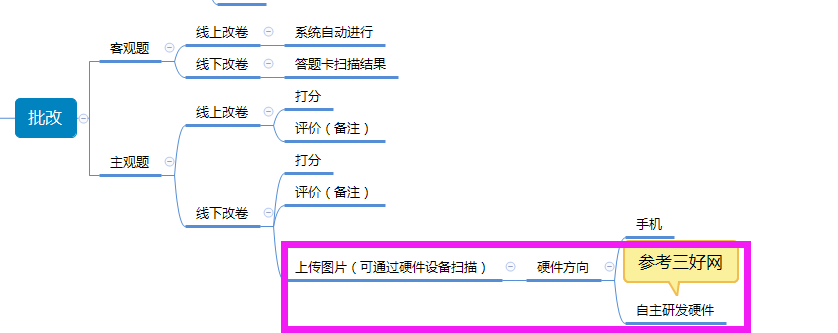 批改
客观题
线上改卷
系统自动进行
线下改卷
答题卡扫描结果
主观题
线上改卷
打分
评价（备注）
线下改卷
打分
评价（备注）
上传图片（可通过硬件设备扫描）
硬件方向
手机
参考三好网
自主研发硬件